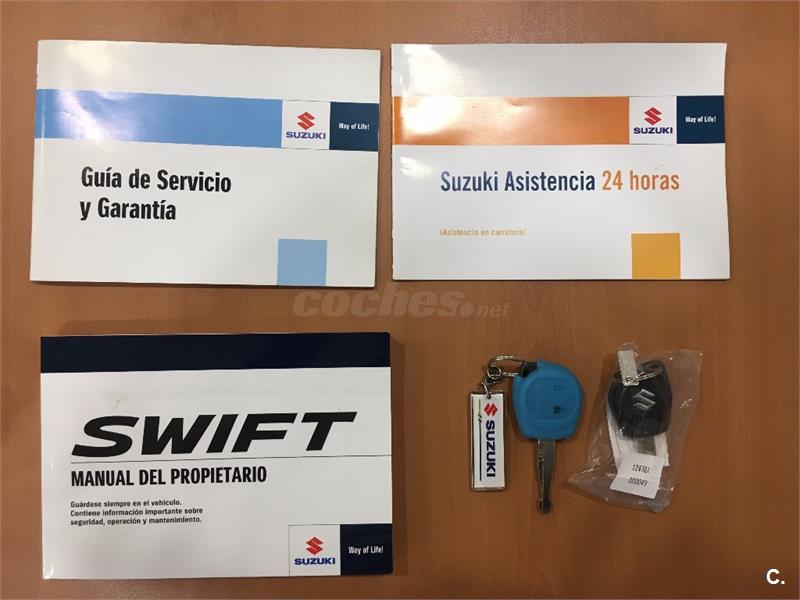 SUZUKI
Way of Life!
Guía de Servicio
y Garantía
SUZUKI
Way of Life!
Suzuki Asistencia 24 horas
(Asistencia en carretera)
coches.net
SWIFT
MANUAL DEL PROPIETARIO
Guárdese siempre en el vehículo.
Contiene información importante sobre
seguridad, operación y mantenimiento.
SUZUKI
Way of Life!
SUZUKI
124701
000049
C.